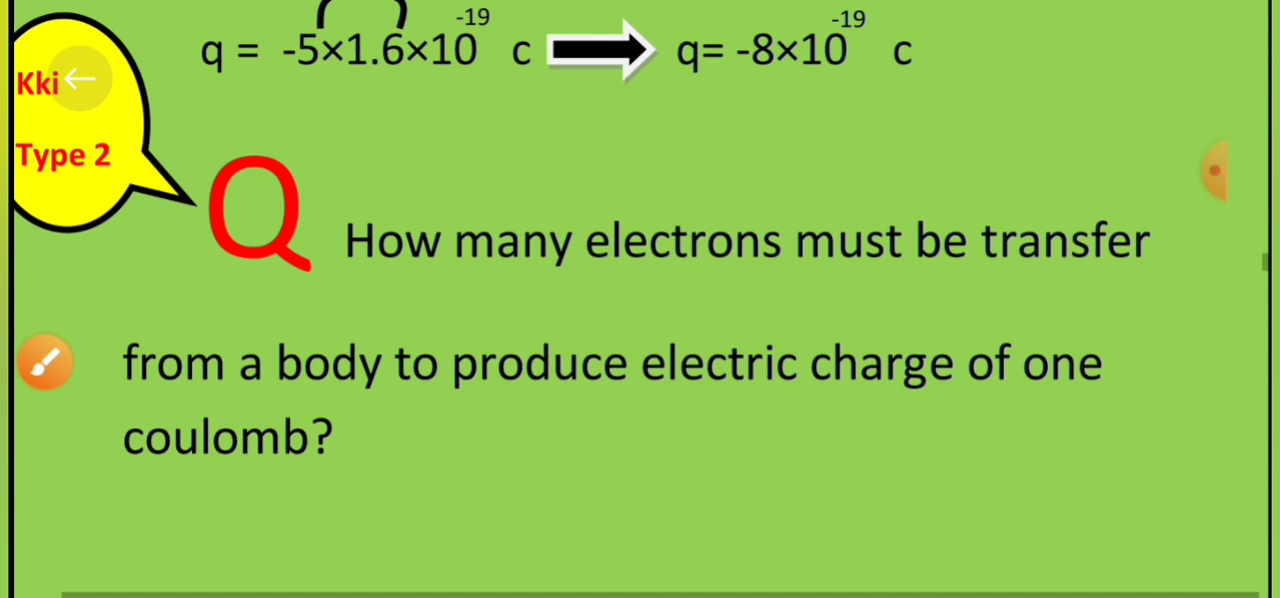 q = -5×1.6×10⁻¹⁹ c ➡ q= -8×10⁻¹⁹ c
Kki
Type 2
Q How many electrons must be transfer
from a body to produce electric charge of one
coulomb?